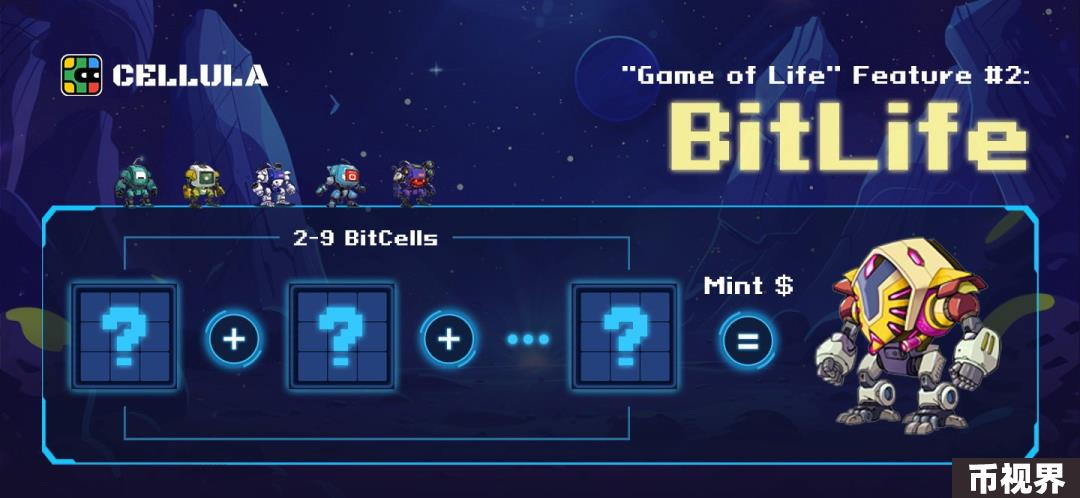 CELLULA
"Game of Life" Feature #2:
BitLife
2-9 BitCells
Mint $
? + ? + ... ? =
币视界